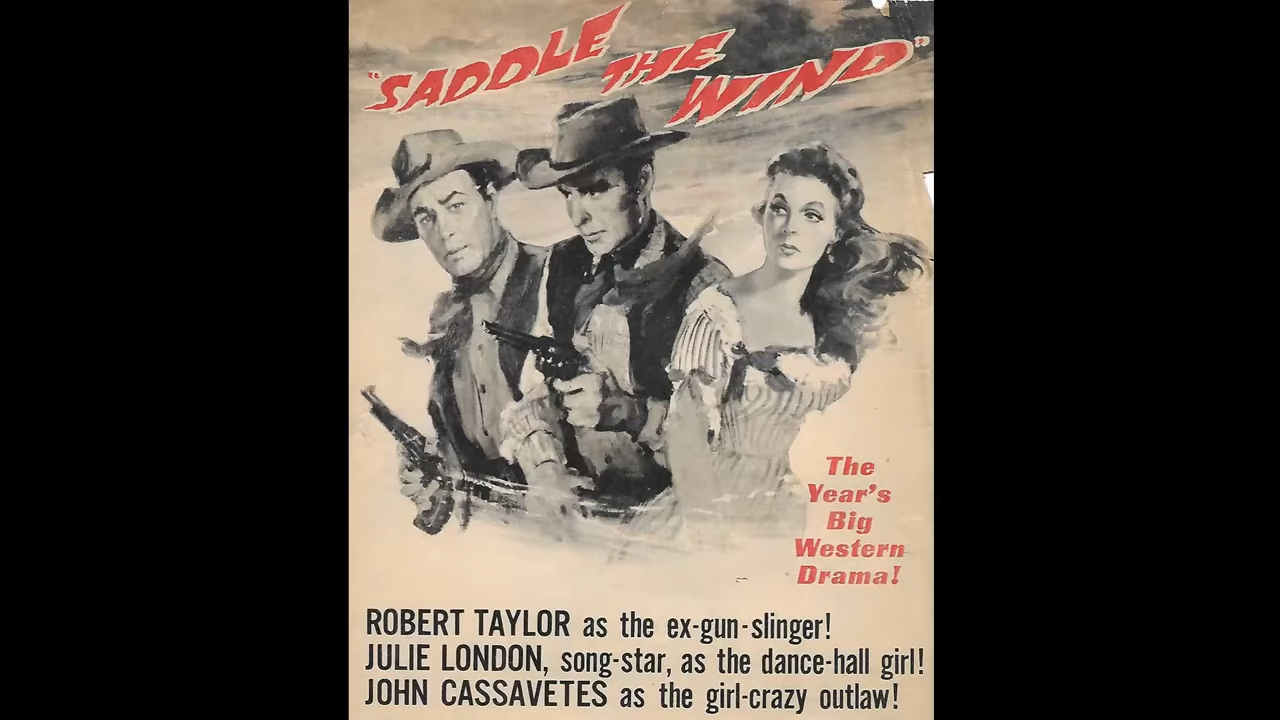 "SADDLE THE WIND"
The
Year's
Big
Western
Drama!
ROBERT TAYLOR as the ex-gun-slinger!
JULIE LONDON, song-star, as the dance-hall girl!
JOHN CASSAVETES as the girl-crazy outlaw!